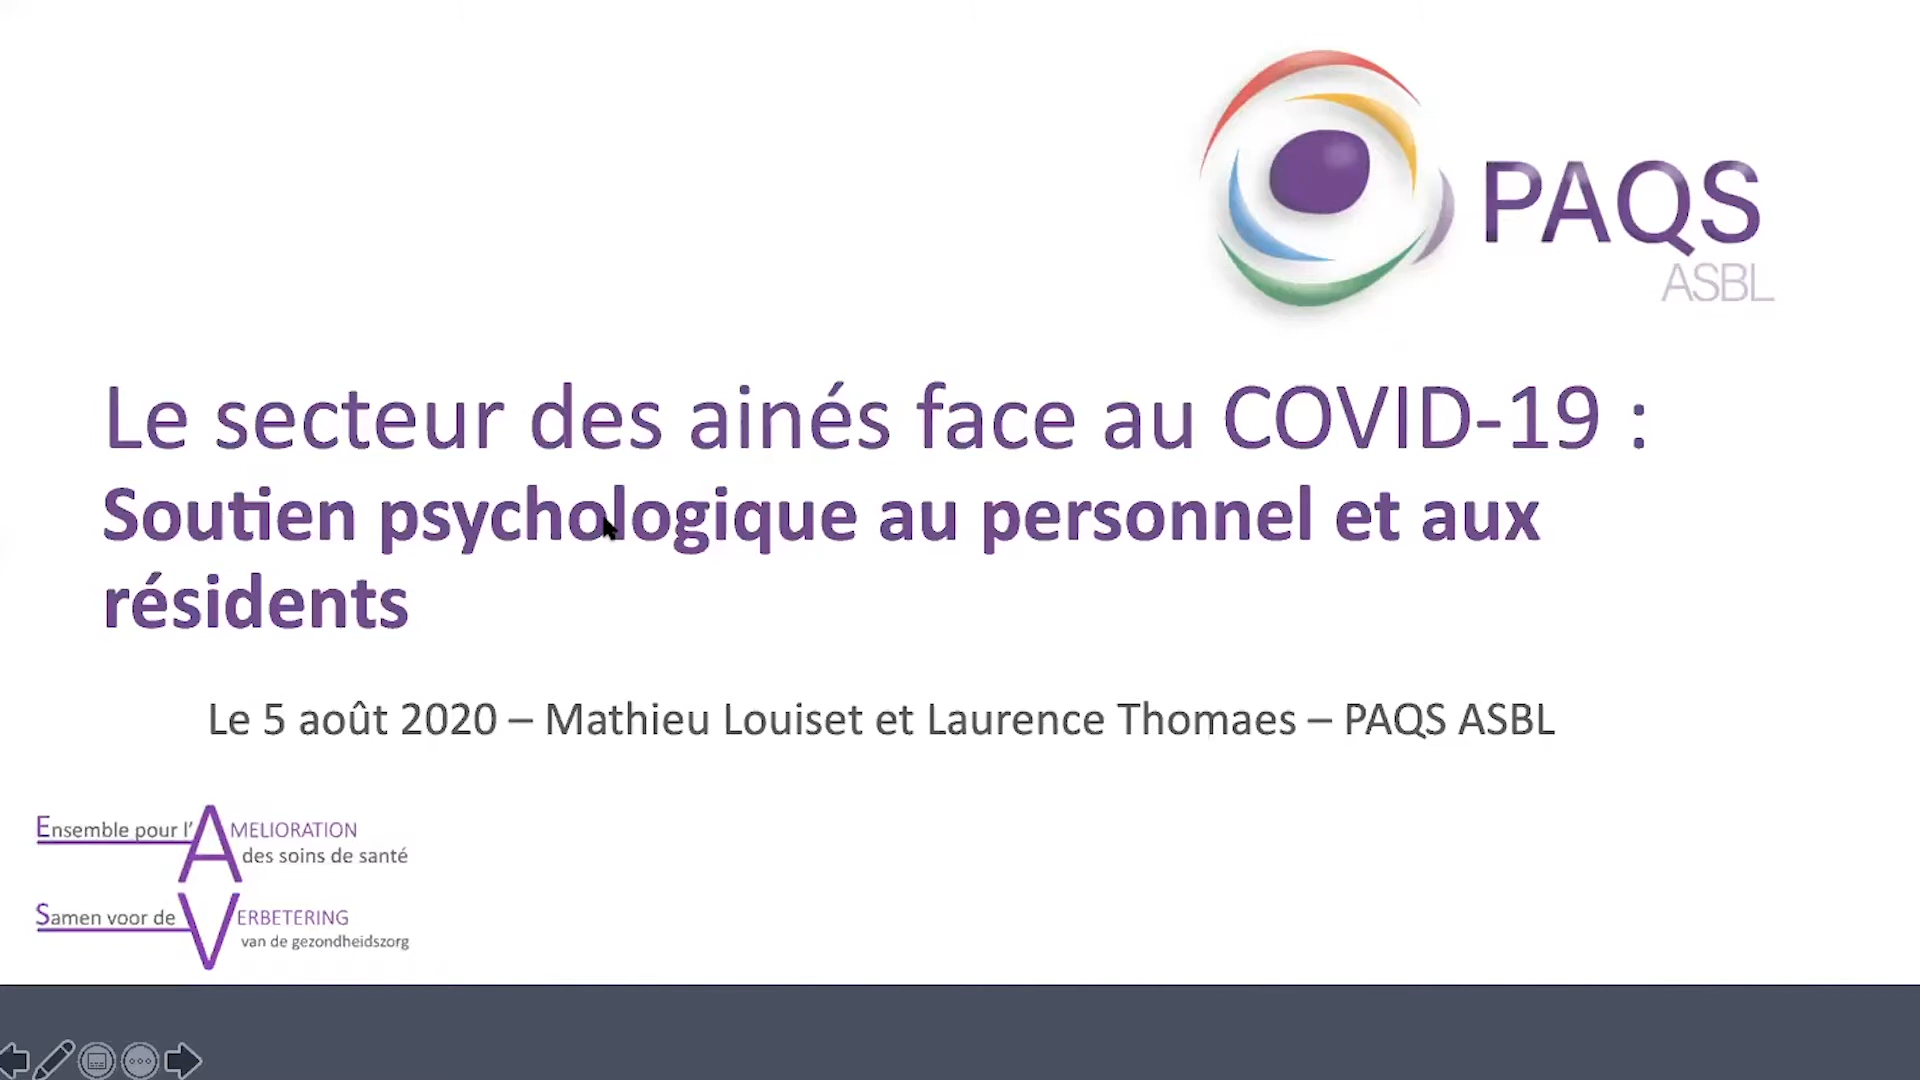 PAQS
ASBL
Le secteur des ainés face au COVID-19 :
Soutien psychologique au personnel et aux
résidents
Le 5 août 2020 – Mathieu Louiset et Laurence Thomaes – PAQS ASBL
Ensemble pour l'AMELIORATION
des soins de santé
Samen voor de VERBETERING
van de gezondheidszorg